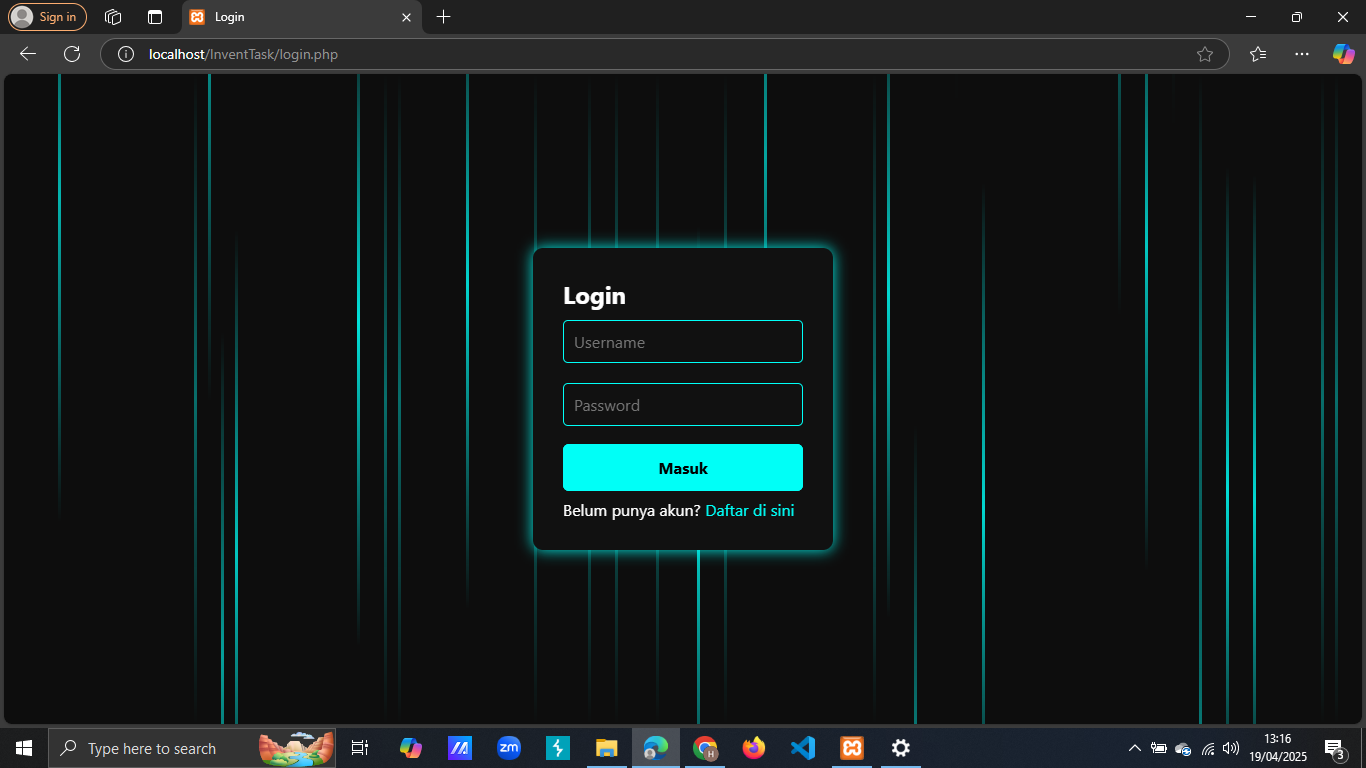 Sign in
Login
localhost/InventTask/login.php
Login
Username
Password
Masuk
Belum punya akun? Daftar di sini
Type here to search
zm
H
13:16
19/04/2025
3